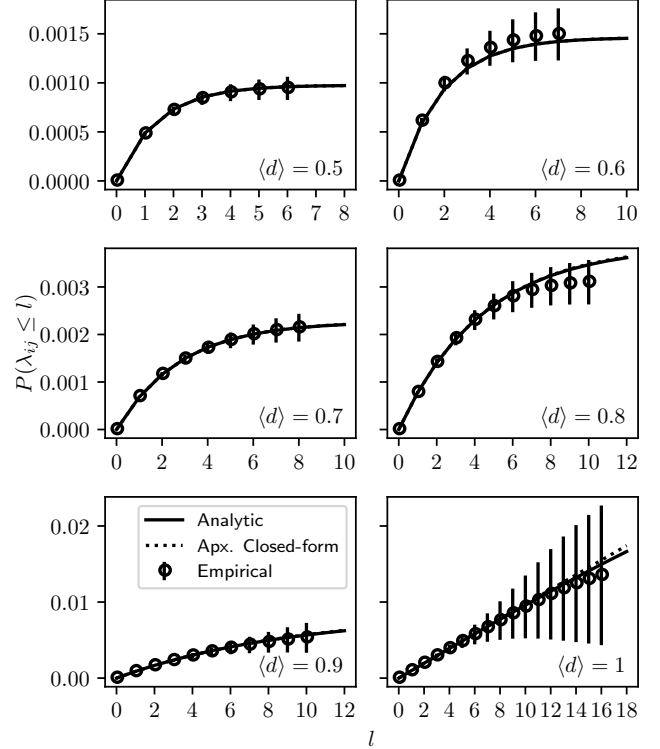 0.0015
0.0010
0.0005
0.0000
0 1 2 3 4 5 6 7 8
⟨d⟩ = 0.5
0 2 4 6 8 10
⟨d⟩ = 0.6
P(λij ≤ l)
0.003
0.002
0.001
0.000
0 2 4 6 8 10
⟨d⟩ = 0.7
0 2 4 6 8 10 12
⟨d⟩ = 0.8
0.02
0.01
0.00
Analytic
Apx. Closed-form
Empirical
⟨d⟩ = 0.9
0 2 4 6 8 10 12
⟨d⟩ = 1
0 2 4 6 8 10 12 14 16 18
l